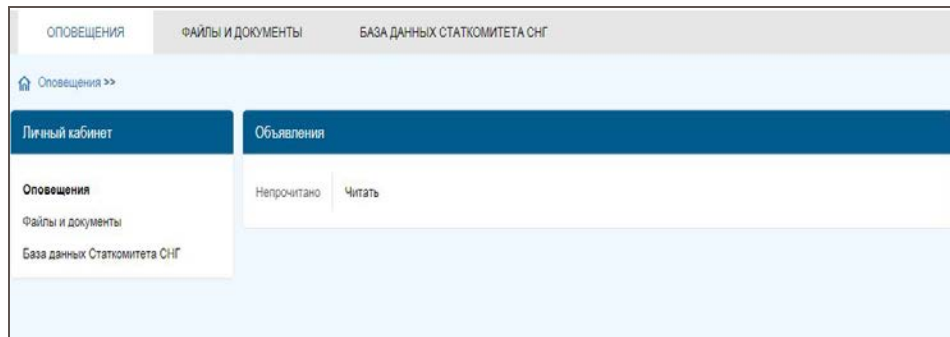 ОПОВЕЩЕНИЯ ФАЙЛЫ И ДОКУМЕНТЫ БАЗА ДАННЫХ СТАТКОМИТЕТА СНГ
Оповещения >>
Личный кабинет
Оповещения
Файлы и документы
База данных Статкомитета СНГ
Объявления
Непрочитано Читать